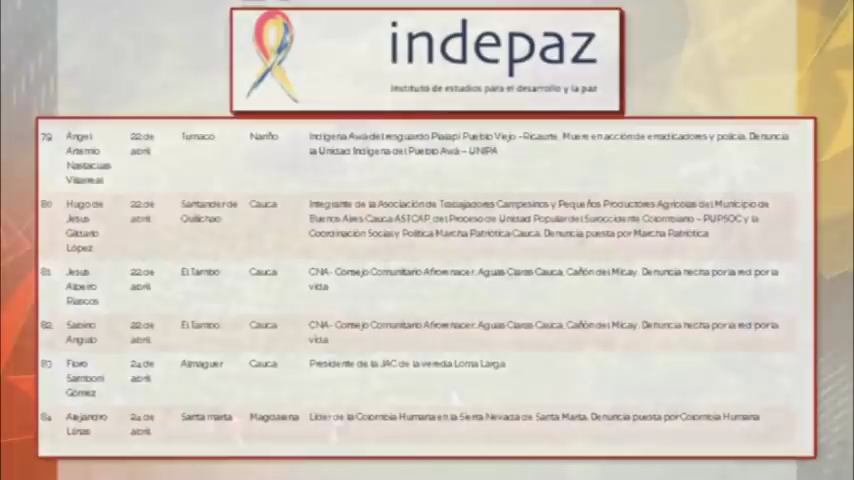 indepaz
Instituto de estudios para el desarrollo y la paz
79 Ángel Artemio Nastacuas Villarreal 22 de abril Tumaco Nariño Indígena Awá del resguardo Pialapí Pueblo Viejo -Ricaurte. Muere en acción de erradicadores y policía. Denuncia
la Unidad Indígena del Pueblo Awá - UNIPA
80 Hugo de Jesús Giraldo López 22 de abril Santander de Quilichao Cauca Integrante de la Asociación de Trabajadores Campesinos y Pequeños Productores Agrícolas del Municipio de
Buenos Aires Cauca ASTCAP, del Proceso de Unidad Popular del Suroccidente Colombiano - PUPSOC y la
Coordinación Social y Política Marcha Patriótica Cauca. Denuncia puesta por Marcha Patriótica
81 Jesús Albeiro Riascos 22 de abril El Tambo Cauca CNA- Consejo Comunitario Afro renacer, Aguas Claras Cauca, Cañón del Micay. Denuncia hecha por la red por la
vida
82 Sabino Angulo 22 de abril El Tambo Cauca CNA- Consejo Comunitario Afro renacer, Aguas Claras Cauca, Cañón del Micay. Denuncia hecha por la red por la
vida
83 Floro Samboní Gómez 24 de abril Almaguer Cauca Presidente de la JAC de la vereda Loma Larga
84 Alejandro Llinás 24 de abril Santa marta Magdalena Líder de la Colombia Humana en la Sierra Nevada de Santa Marta. Denuncia puesta por Colombia Humana